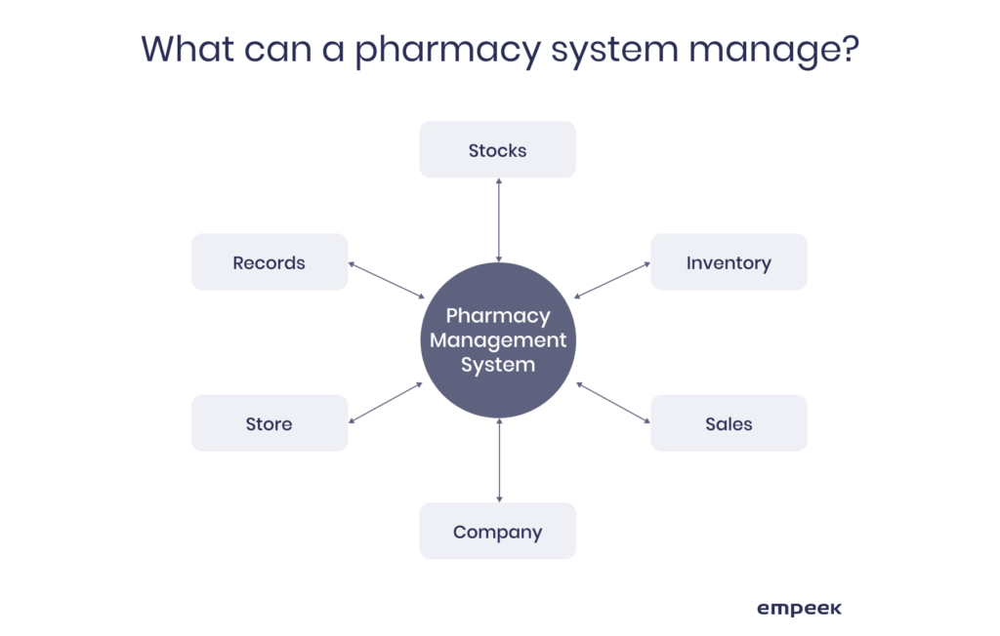 What can a pharmacy system manage?
Stocks
Records
Inventory
Pharmacy
Management
System
Store
Sales
Company
empeek